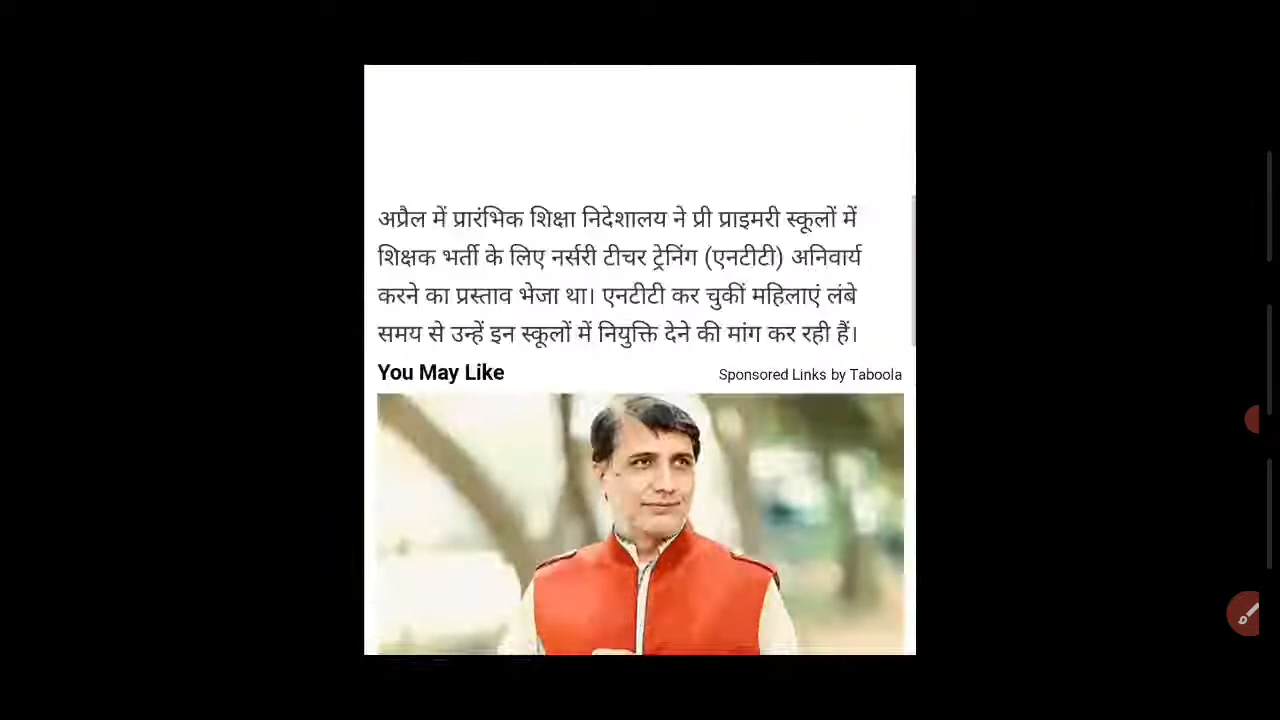 अप्रैल में प्रारंभिक शिक्षा निदेशालय ने प्री प्राइमरी स्कूलों में
शिक्षक भर्ती के लिए नर्सरी टीचर ट्रेनिंग (एनटीटी) अनिवार्य
करने का प्रस्ताव भेजा था। एनटीटी कर चुकीं महिलाएं लंबे
समय से उन्हें इन स्कूलों में नियुक्ति देने की मांग कर रही हैं।
You May Like
Sponsored Links by Taboola